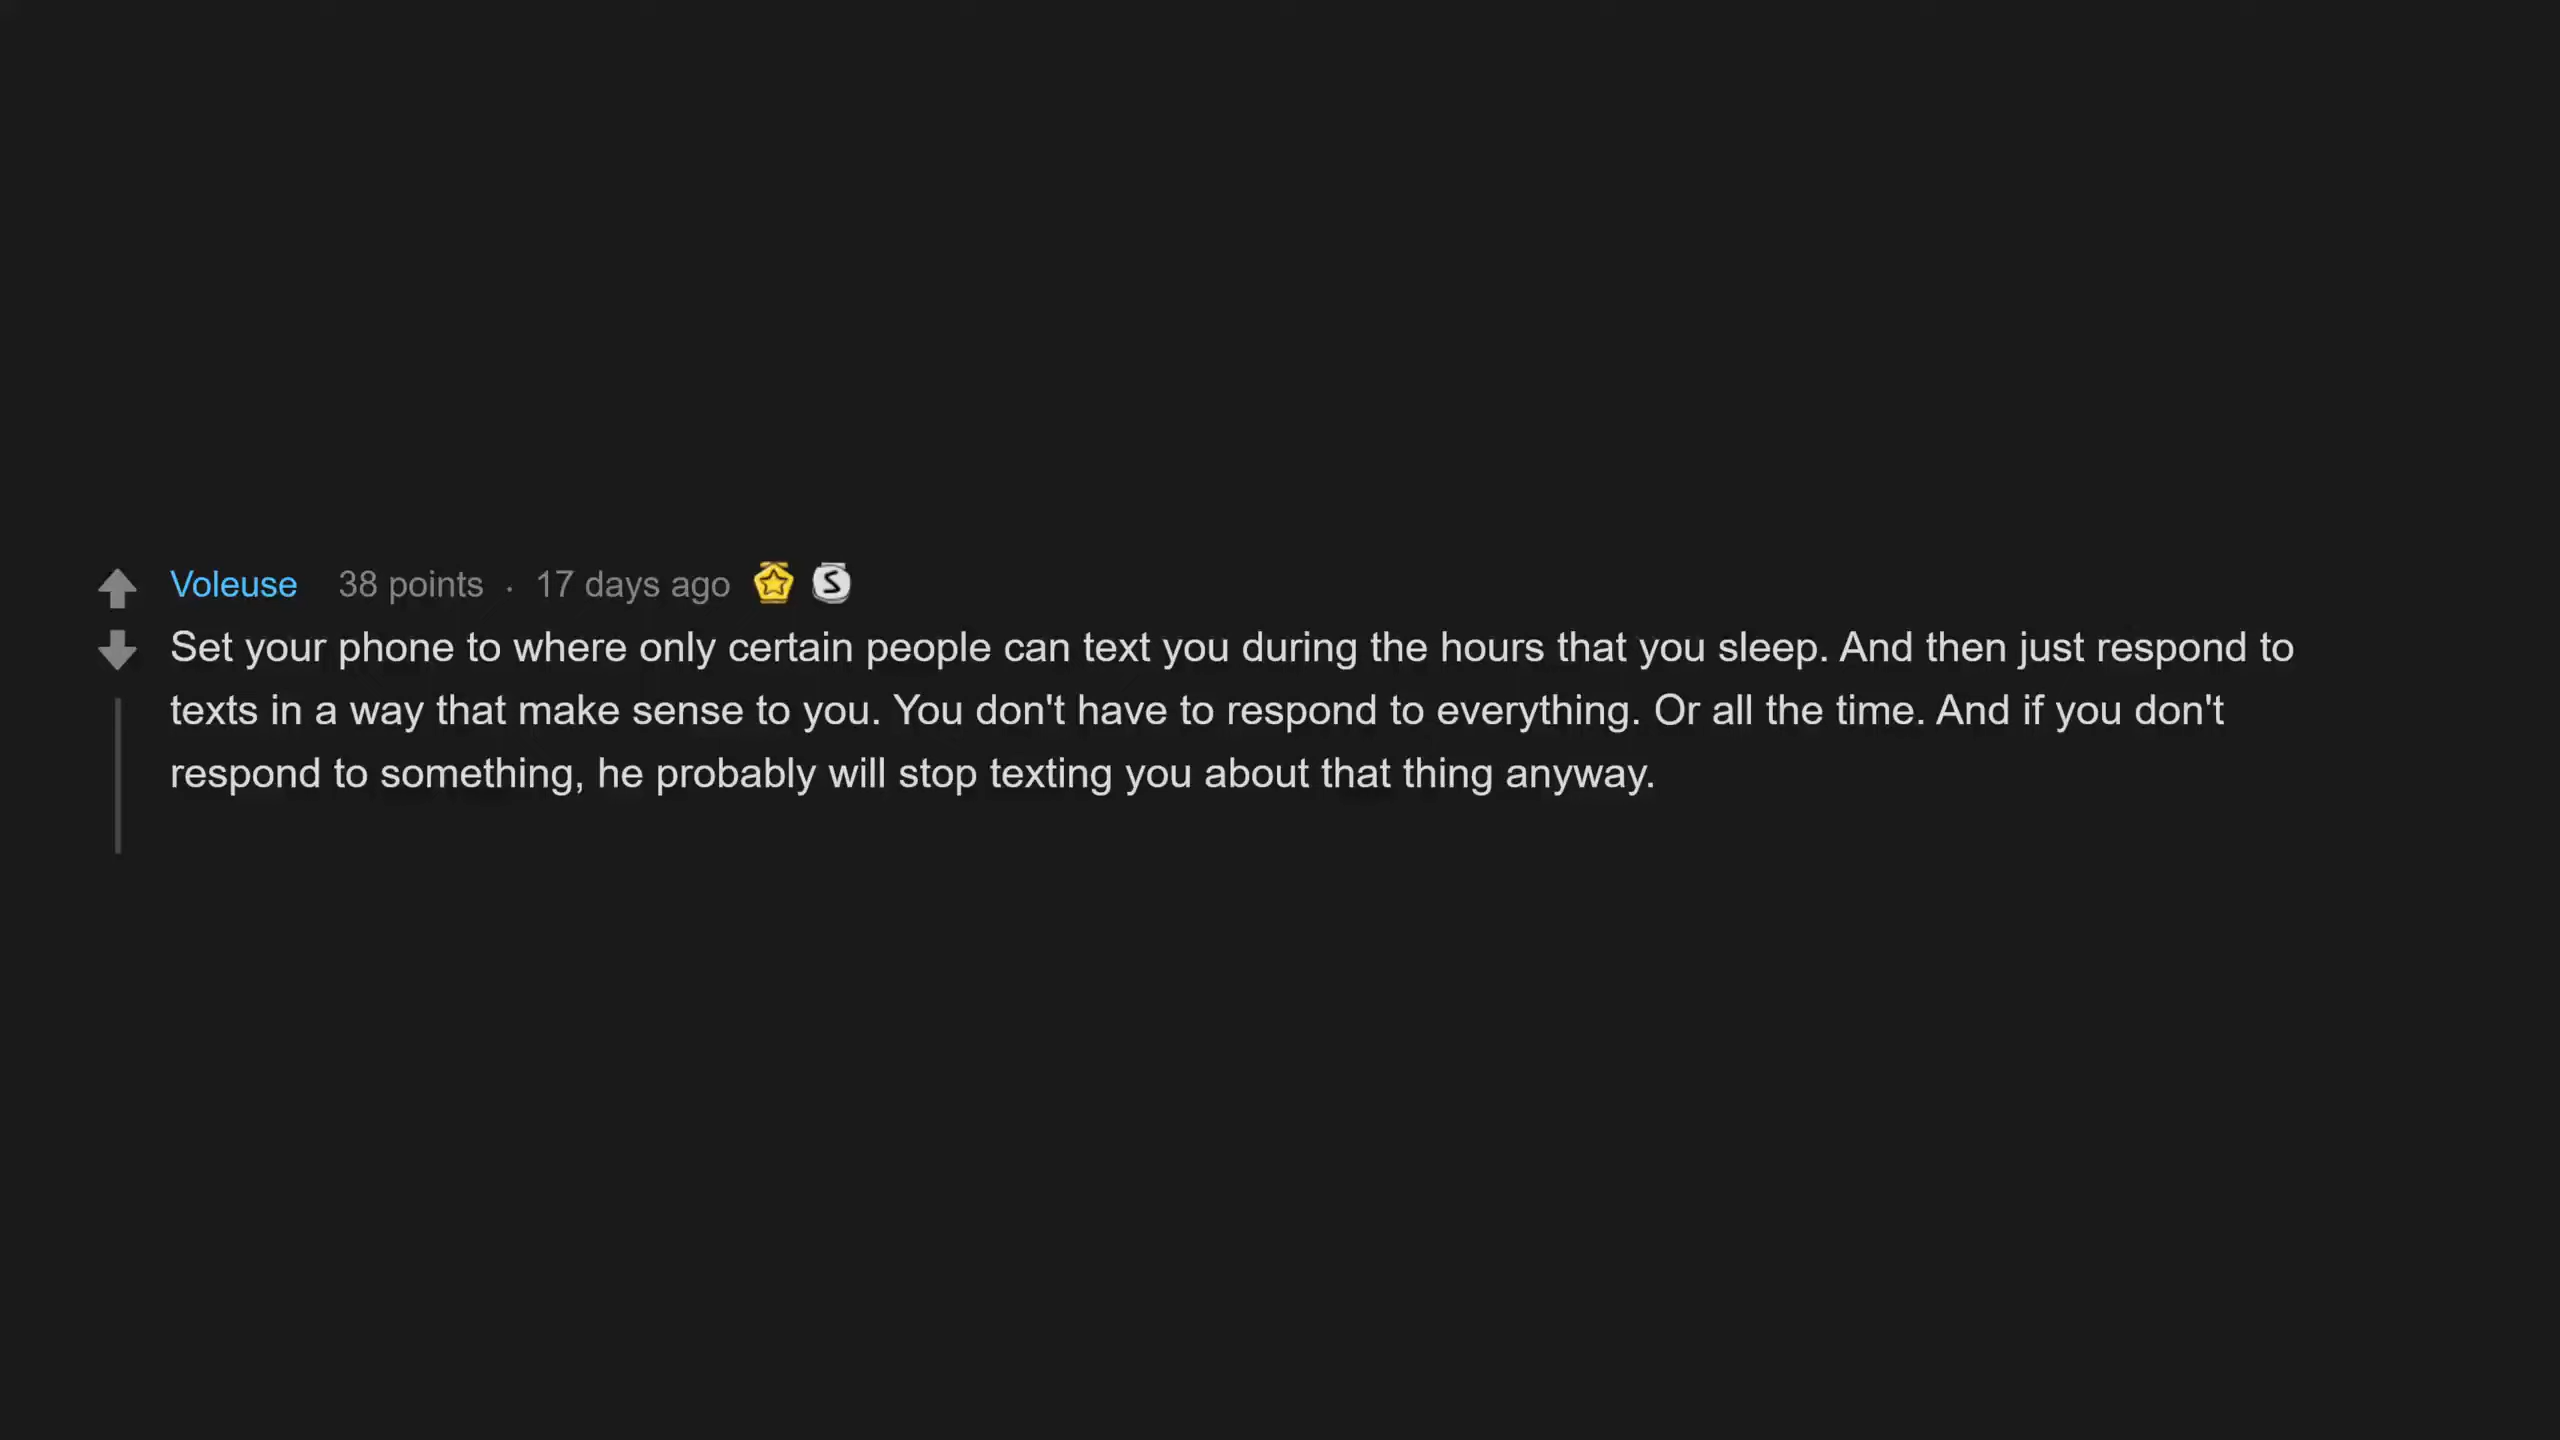 Voleuse 38 points · 17 days ago
Set your phone to where only certain people can text you during the hours that you sleep. And then just respond to
texts in a way that make sense to you. You don't have to respond to everything. Or all the time. And if you don't
respond to something, he probably will stop texting you about that thing anyway.